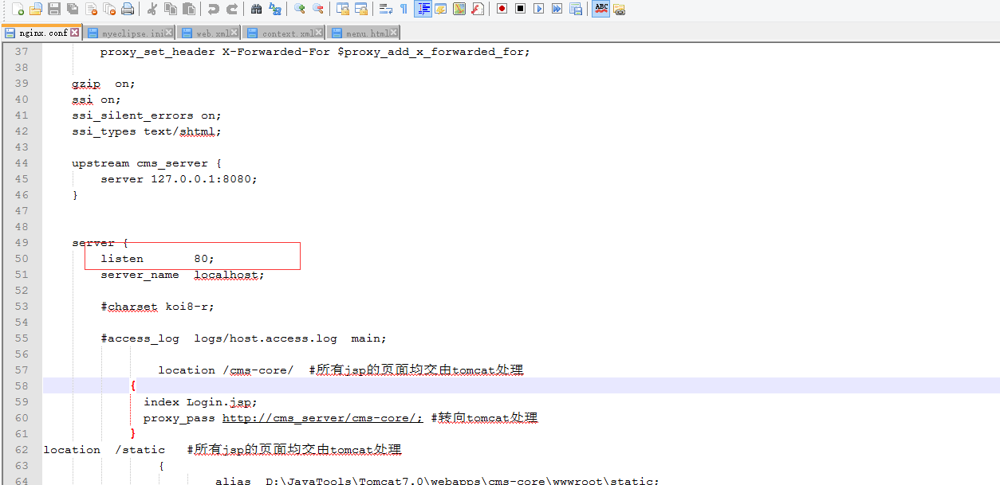 ABC
nginx.conf
myeclipse.ini
web.xml
context.xml
menu.html
37 proxy_set_header X-Forwarded-For $proxy_add_x_forwarded_for;
38
39 gzip  on;
40 ssi on;
41 ssi_silent_errors on;
42 ssi_types text/shtml;
43
44 upstream cms_server {
45 server 127.0.0.1:8080;
46 }
47
48
49 server {
50 listen       80;
51 server_name  localhost;
52
53 #charset koi8-r;
54
55 #access_log  logs/host.access.log  main;
56
57 location /cms-core/  #所有jsp的页面均交由tomcat处理
58 {
59 index Login.jsp;
60 proxy_pass http://cms_server/cms-core/; #转向tomcat处理
61 }
62 location  /static   #所有jsp的页面均交由tomcat处理
63 {
64 alias  D:\JavaTools\Tomcat7.0\webapps\cms-core\wwwroot\static;